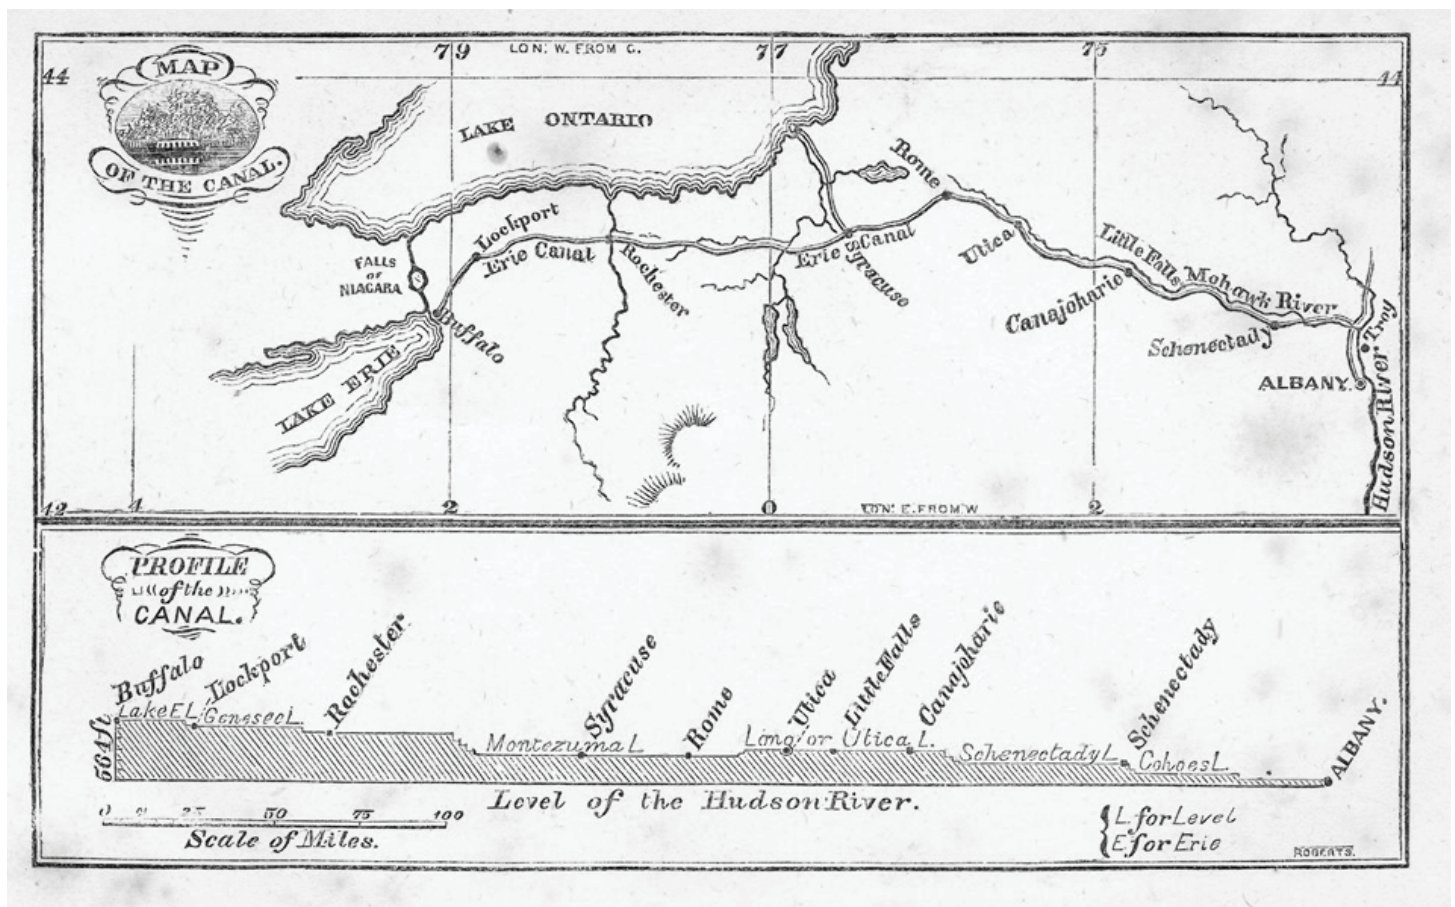 MAP
OF THE CANAL.
79
LON: W. FROM G.
77
75
44
44
LAKE ONTARIO
Rome
Lockport
Erie Canal
Rochester
Erie Canal
Syracuse
Utica
Little Falls
Mohawk River
Canajoharie
Schenectady
Troy
ALBANY.
Hudson River
FALLS
OF
NIAGARA
Buffalo
LAKE ERIE
42
4
2
0
LON: E. FROM W
2
PROFILE
of the
CANAL.
Buffalo
Lockport
Rochester
Syracuse
Rome
Utica
Little Falls
Canajoharie
Schenectady
ALBANY.
Lake E L
Genesee L.
Montezuma L
Long or Utica L.
Schenectady L
Cohoes L.
564 ft
Level of the Hudson River.
0 25 50 75 100
Scale of Miles.
L. for Level
E for Erie
ROBERTS.